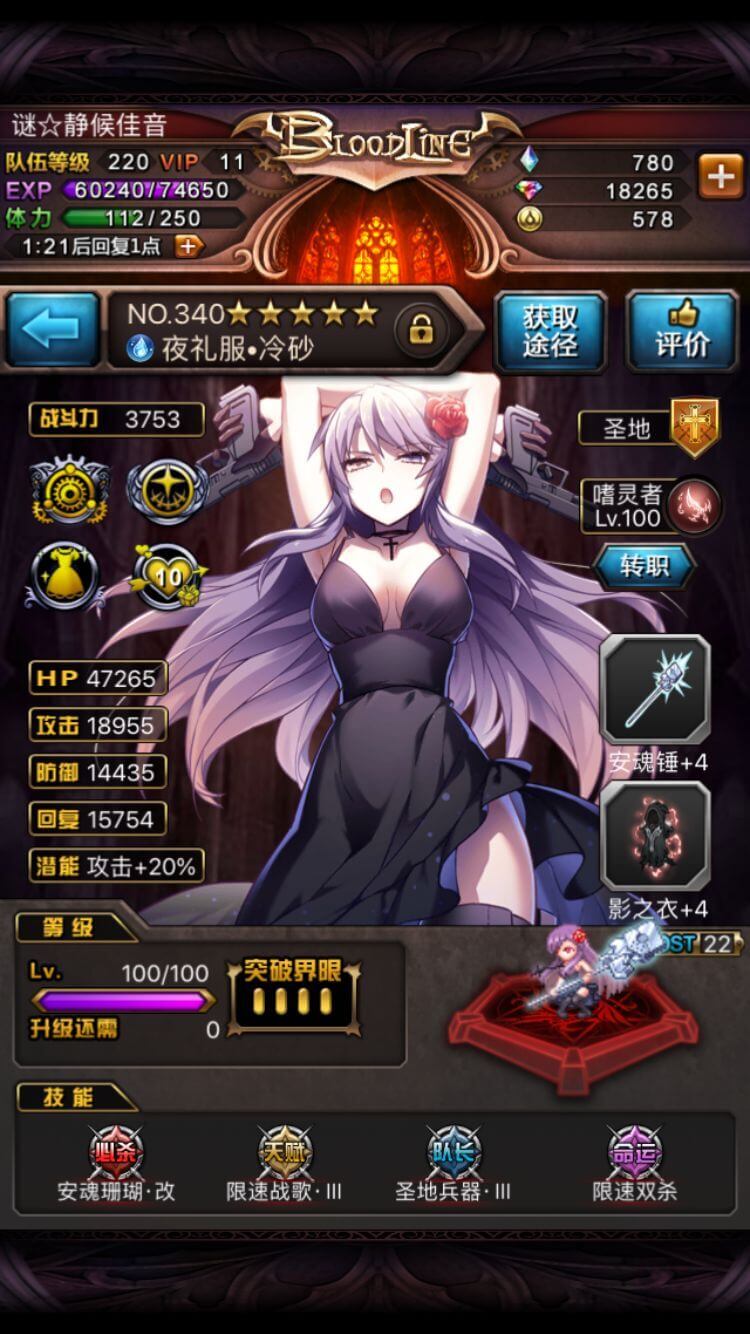 谜☆静候佳音
BLOODLINE
队伍等级 220 VIP 11
EXP 60240/74650
体力 112/250
1:21后回复1点
780
18265
578
NO.340
夜礼服•冷砂
获取
途径
评价
战斗力 3753
圣地
嗜灵者
Lv.100
转职
10
HP 47265
攻击 18955
防御 14435
回复 15754
潜能 攻击+20%
安魂锤+4
影之衣+4
等级
Lv. 100/100
升级还需 0
突破界限
OST 22
技能
必杀 天赋 队长 命运
安魂珊瑚·改 限速战歌·III 圣地兵器·III 限速双杀